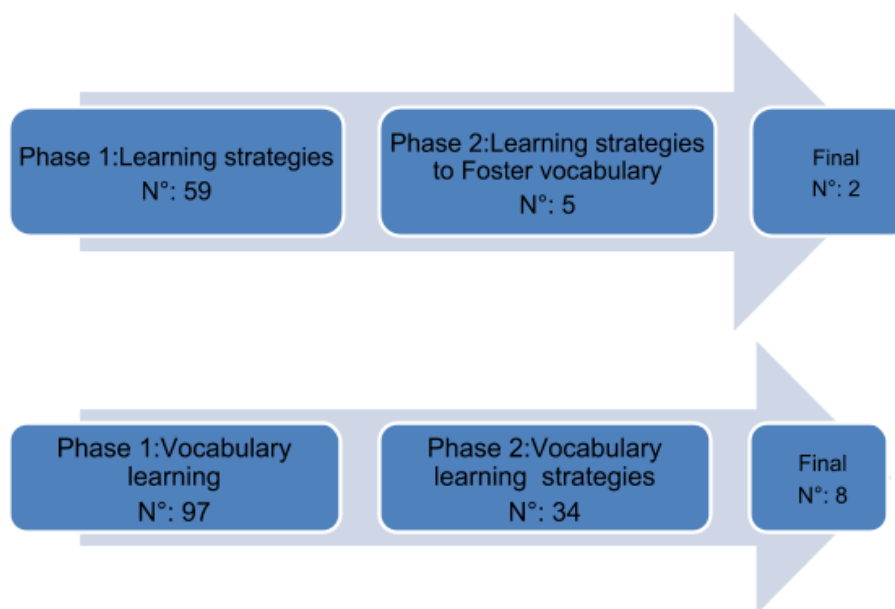 Phase 1:Learning strategies
N°: 59
Phase 2:Learning strategies
to Foster vocabulary
N°: 5
Final
N°: 2
Phase 1:Vocabulary
learning
N°: 97
Phase 2:Vocabulary
learning strategies
N°: 34
Final
N°: 8